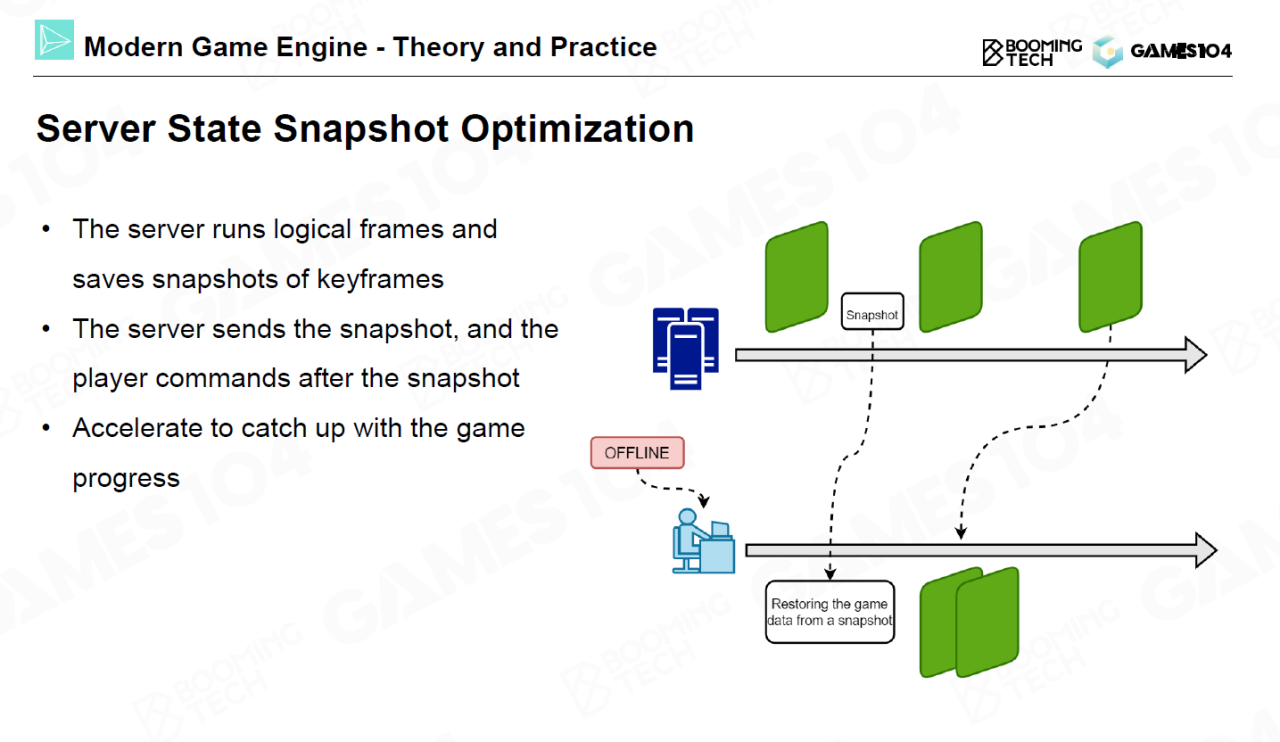 Modern Game Engine - Theory and Practice
BOOMING
TECH
GAMES104
Server State Snapshot Optimization
• The server runs logical frames and
saves snapshots of keyframes
• The server sends the snapshot, and the
player commands after the snapshot
• Accelerate to catch up with the game
progress
Snapshot
OFFLINE
Restoring the game
data from a snapshot